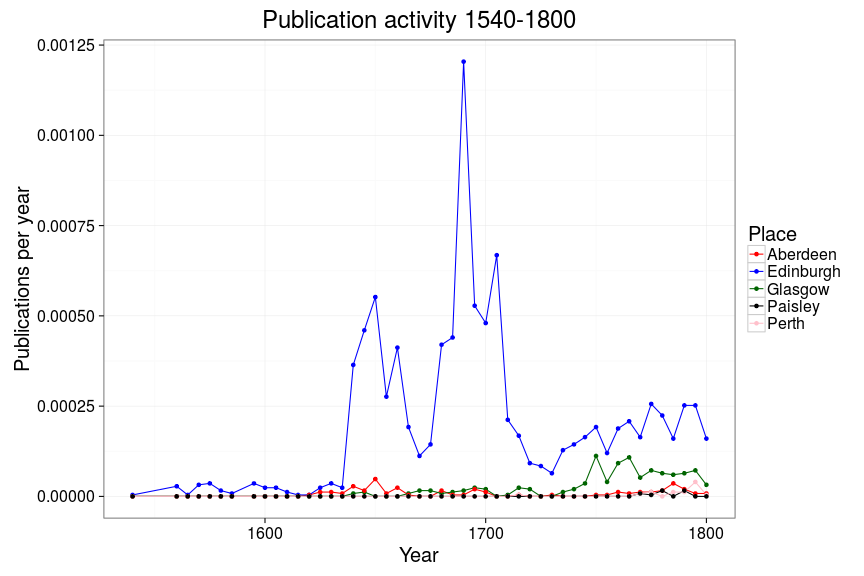 Publication activity 1540-1800
Publications per year
0.00125
0.00100
0.00075
0.00050
0.00025
0.00000
1600
1700
1800
Year
Place
Aberdeen
Edinburgh
Glasgow
Paisley
Perth